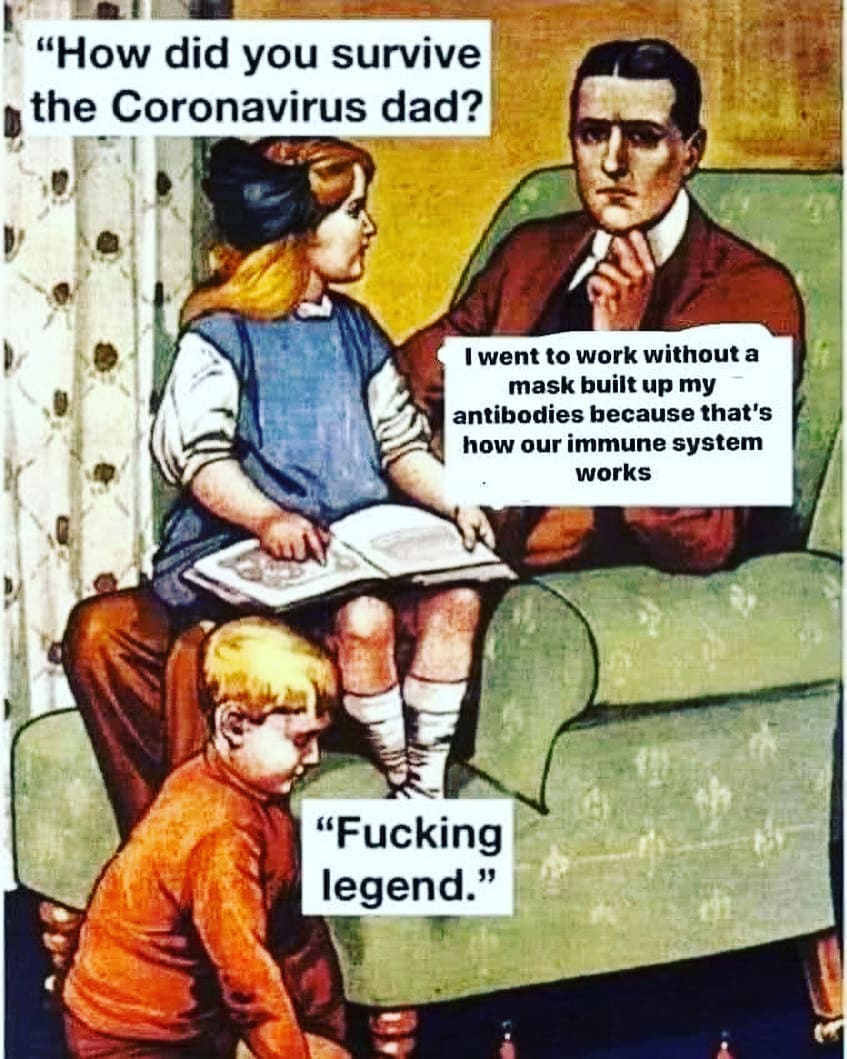 “How did you survive
the Coronavirus dad?
I went to work without a
mask built up my
antibodies because that’s
how our immune system
works
“Fucking
legend.”